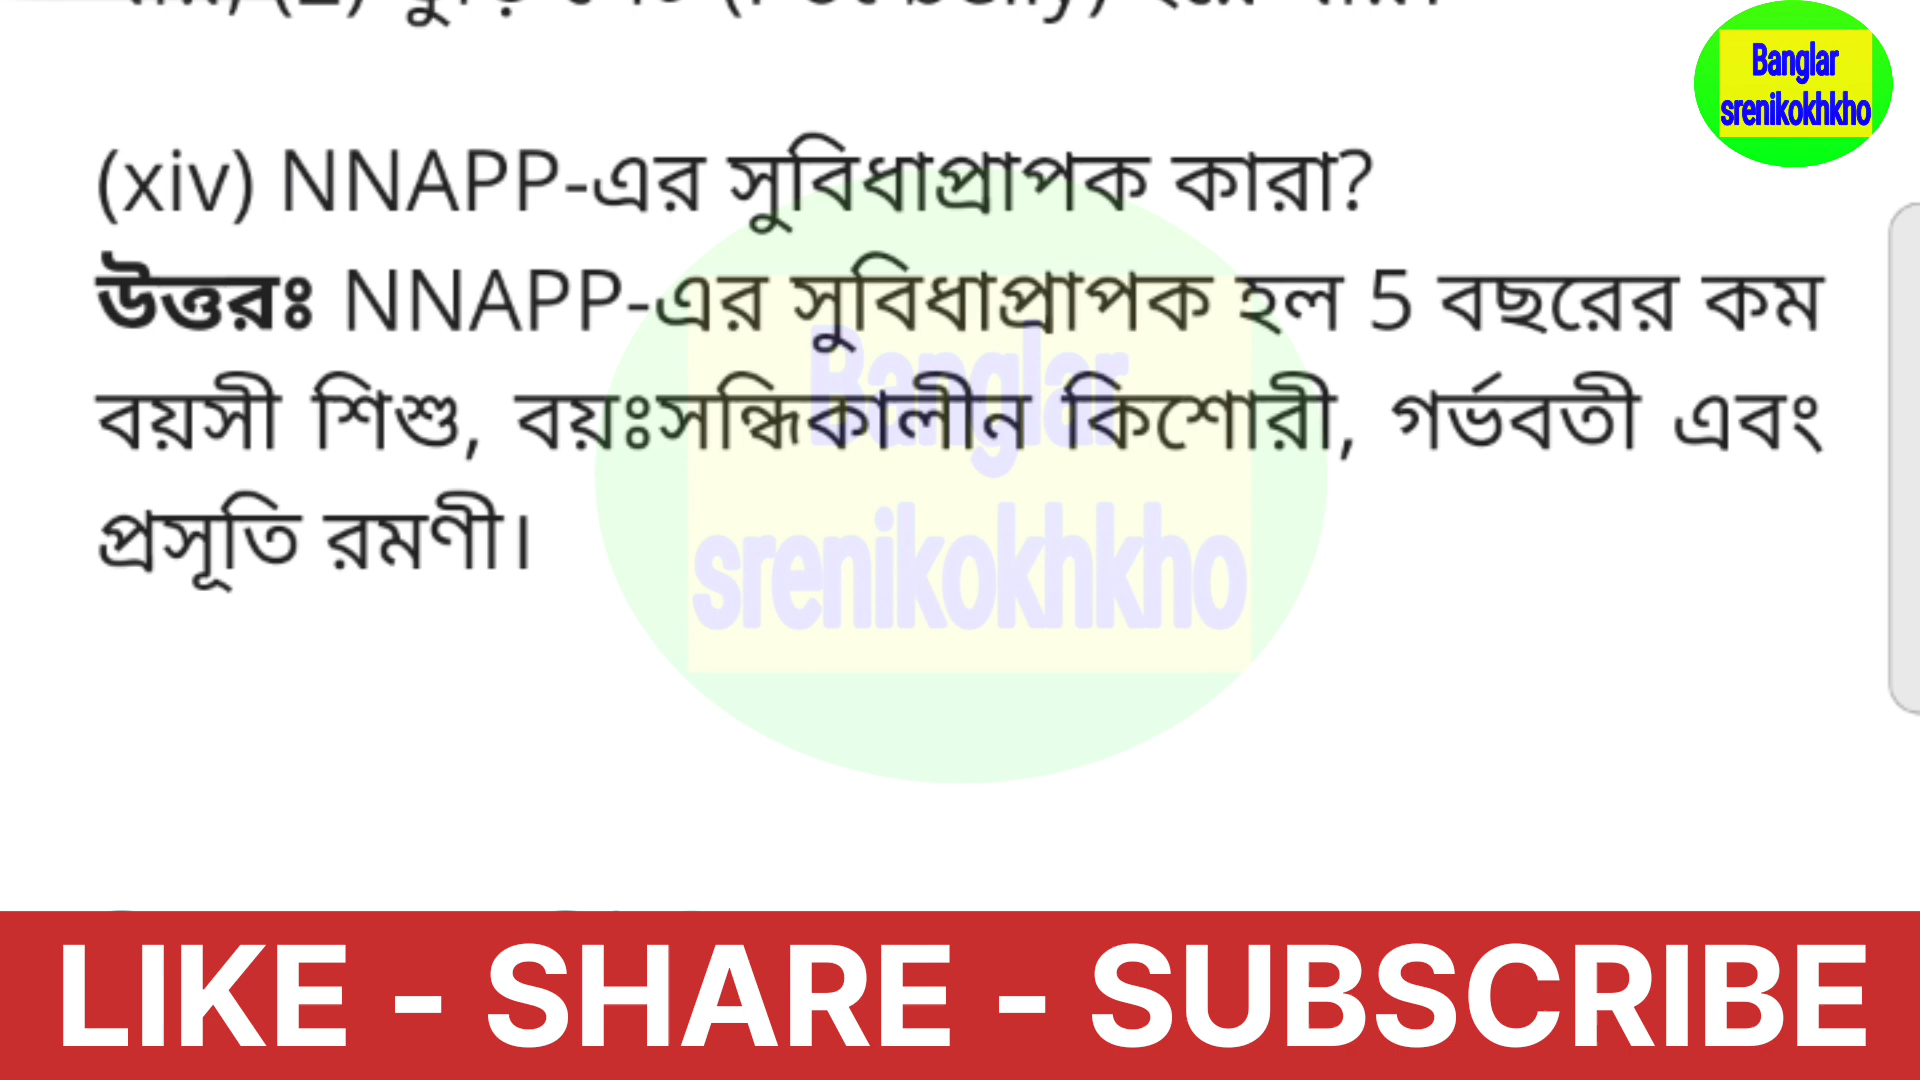 Banglar
srenikokhkho
(xiv) NNAPP-এর সুবিধাপ্রাপক কারা?
উত্তরঃ NNAPP-এর সুবিধাপ্রাপক হল 5 বছরের কম
বয়সী শিশু, বয়ঃসন্ধিকালীন কিশোরী, গর্ভবতী এবং
প্রসূতি রমণী।
Banglar
srenikokhkho
LIKE - SHARE - SUBSCRIBE